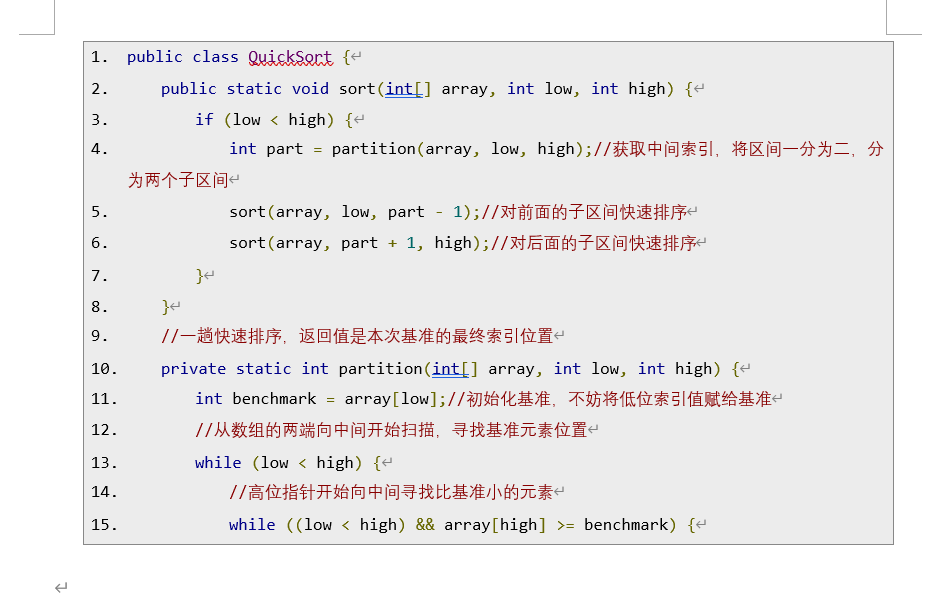 1. public class QuickSort {
2. public static void sort(int[] array, int low, int high) {
3. if (low < high) {
4. int part = partition(array, low, high);//获取中间索引，将区间一分为二，分
为两个子区间
5. sort(array, low, part - 1);//对前面的子区间快速排序
6. sort(array, part + 1, high);//对后面的子区间快速排序
7. }
8. }
9. //一趟快速排序，返回值是本次基准的最终索引位置
10. private static int partition(int[] array, int low, int high) {
11. int benchmark = array[low];//初始化基准，不妨将低位索引值赋给基准
12. //从数组的两端向中间开始扫描，寻找基准元素位置
13. while (low < high) {
14. //高位指针开始向中间寻找比基准小的元素
15. while ((low < high) && array[high] >= benchmark) {